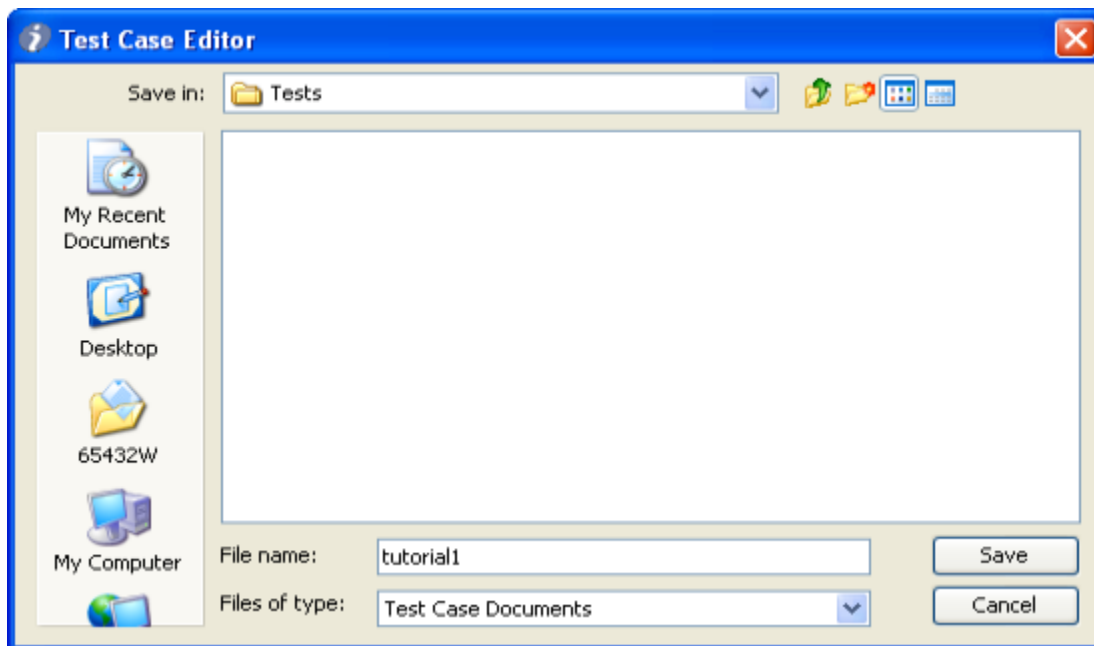 Test Case Editor
Save in: Tests
My Recent
Documents
Desktop
65432W
My Computer
File name: tutorial1 Save
Files of type: Test Case Documents Cancel